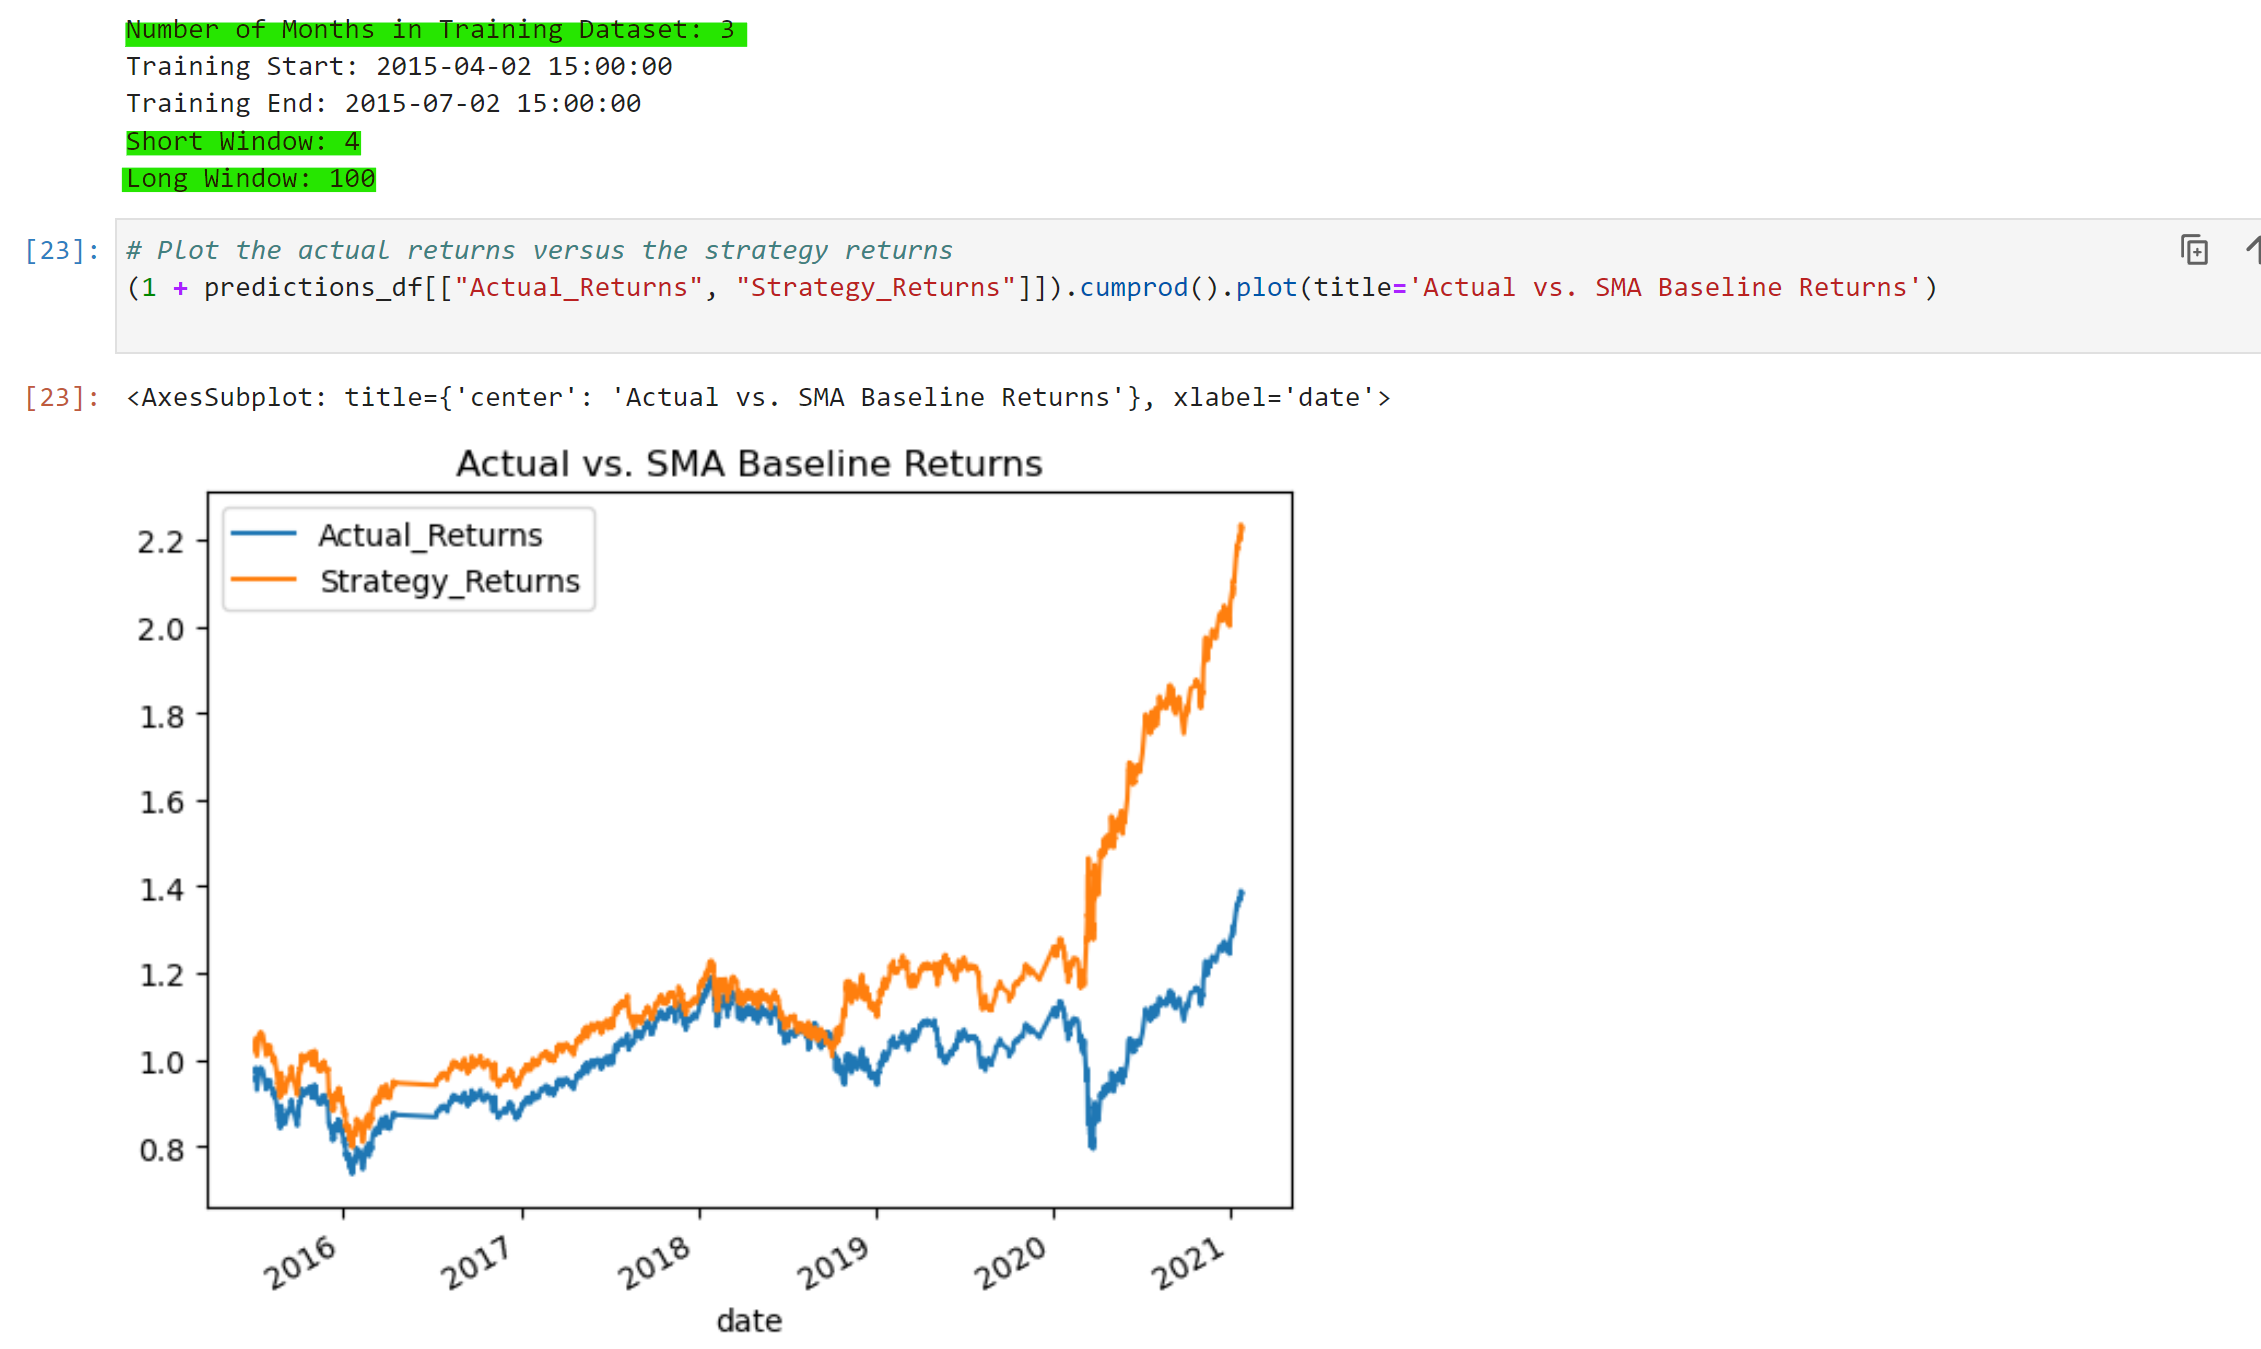 Number of Months in Training Dataset: 3
Training Start: 2015-04-02 15:00:00
Training End: 2015-07-02 15:00:00
Short Window: 4
Long Window: 100
[23]: # Plot the actual returns versus the strategy returns
(1 + predictions_df[["Actual_Returns", "Strategy_Returns"]]).cumprod().plot(title='Actual vs. SMA Baseline Returns')
[23]: <AxesSubplot: title={'center': 'Actual vs. SMA Baseline Returns'}, xlabel='date'>
Actual vs. SMA Baseline Returns
Actual_Returns
Strategy_Returns
2.2
2.0
1.8
1.6
1.4
1.2
1.0
0.8
2016 2017 2018 2019 2020 2021
date